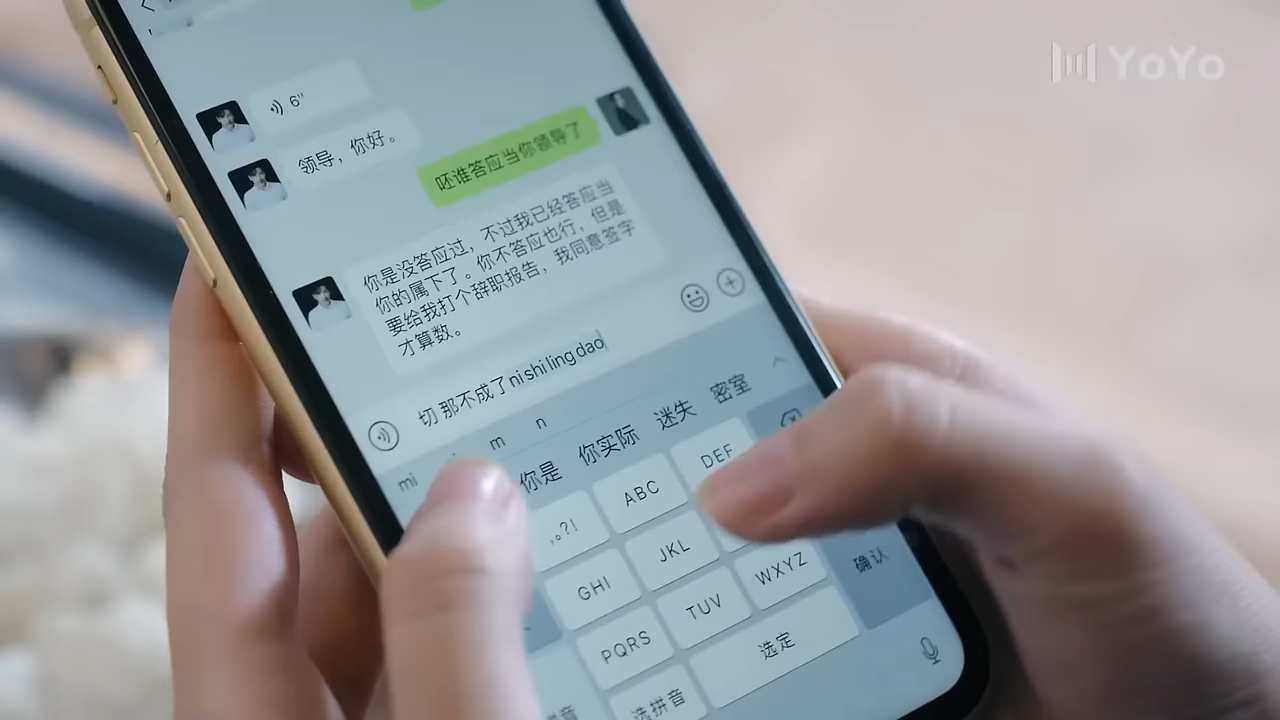 YoYo
6"
领导，你好。
呸谁答应当你领导了
你是没答应过，不过我已经答应当
你的属下了。你不答应也行，但是
要给我打个辞职报告，我同意签字
才算数。
切 那不成了ni shi ling dao
mi
m
n
你是 你实际 迷失 密室
,。?!
ABC
DEF
GHI
JKL
PQRS
TUV
WXYZ
确认
选拼音
选定